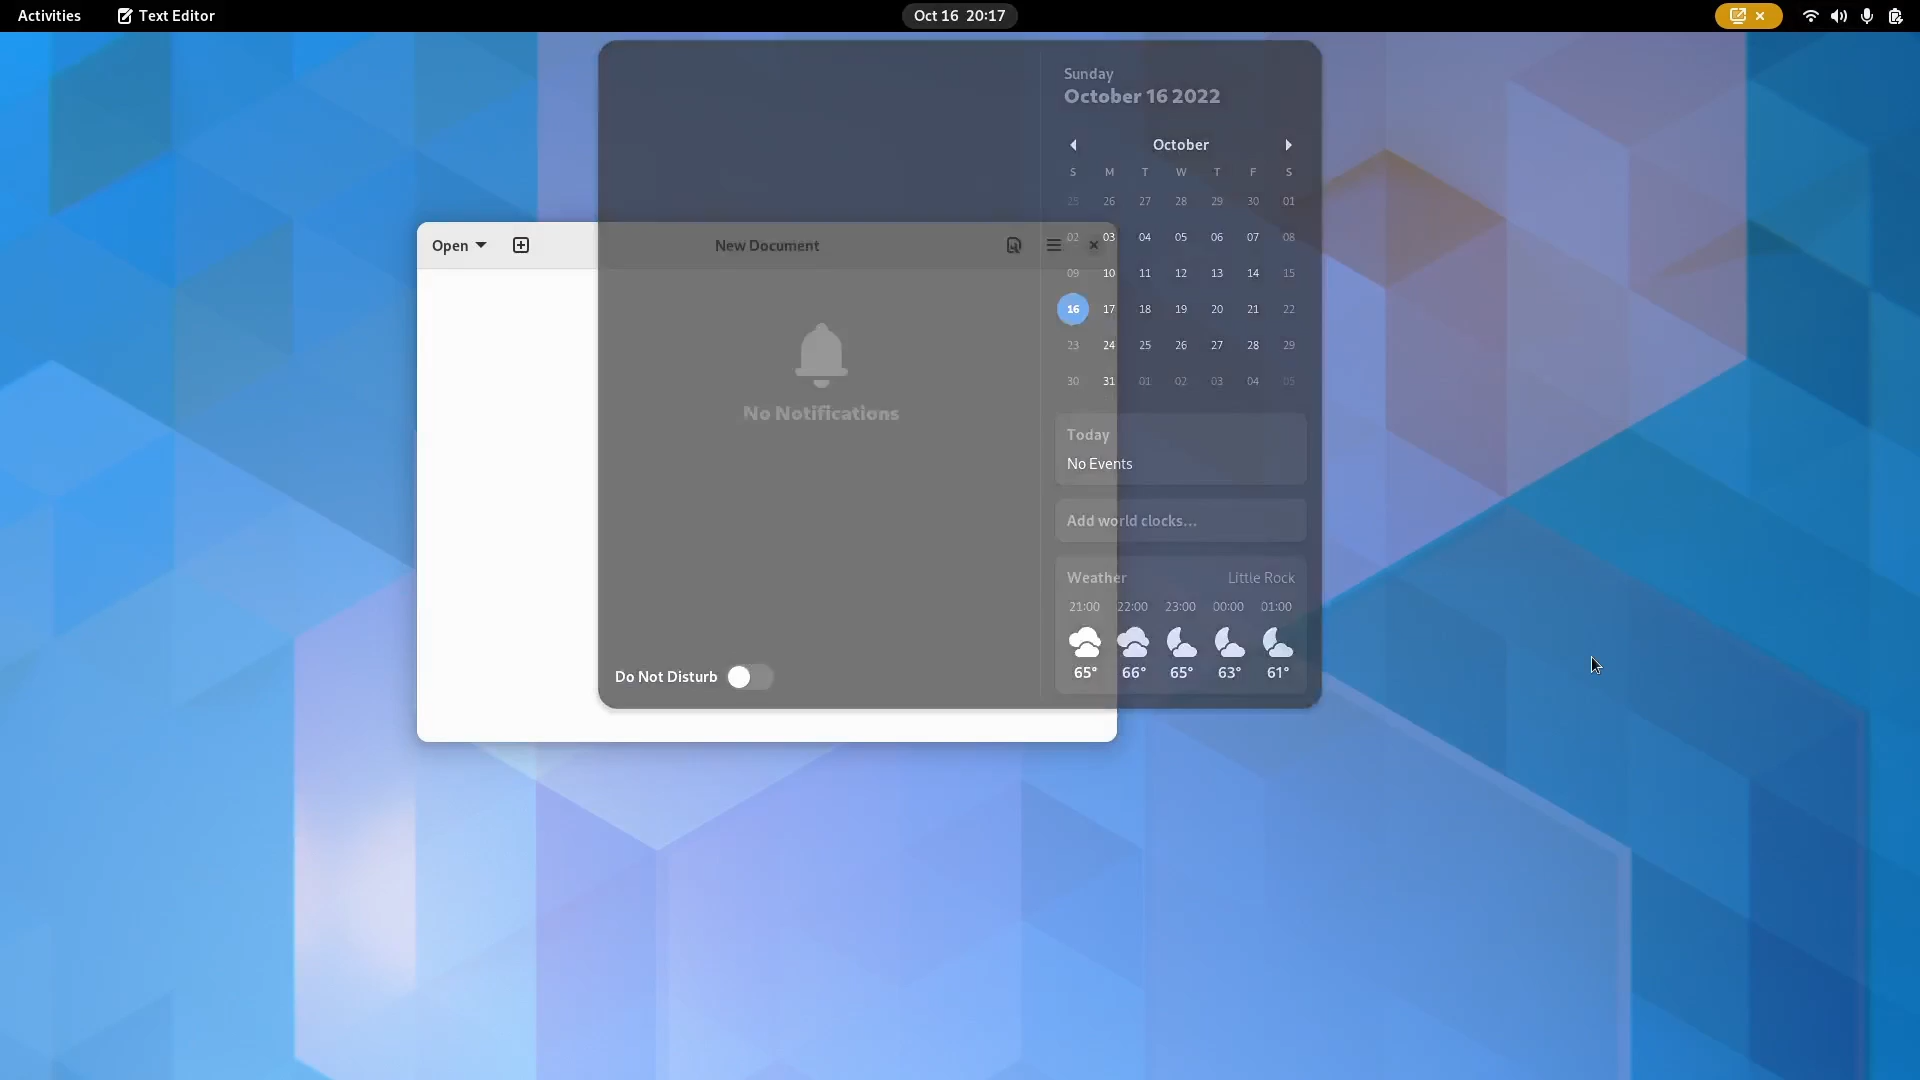 Activities Text Editor Oct 16 20:17
Sunday
October 16 2022
October
S M T W T F S
25 26 27 28 29 30 01
02 03 04 05 06 07 08
09 10 11 12 13 14 15
16 17 18 19 20 21 22
23 24 25 26 27 28 29
30 31 01 02 03 04 05
Open New Document
No Notifications
Today
No Events
Add world clocks...
Weather Little Rock
21:00 22:00 23:00 00:00 01:00
65° 66° 65° 63° 61°
Do Not Disturb